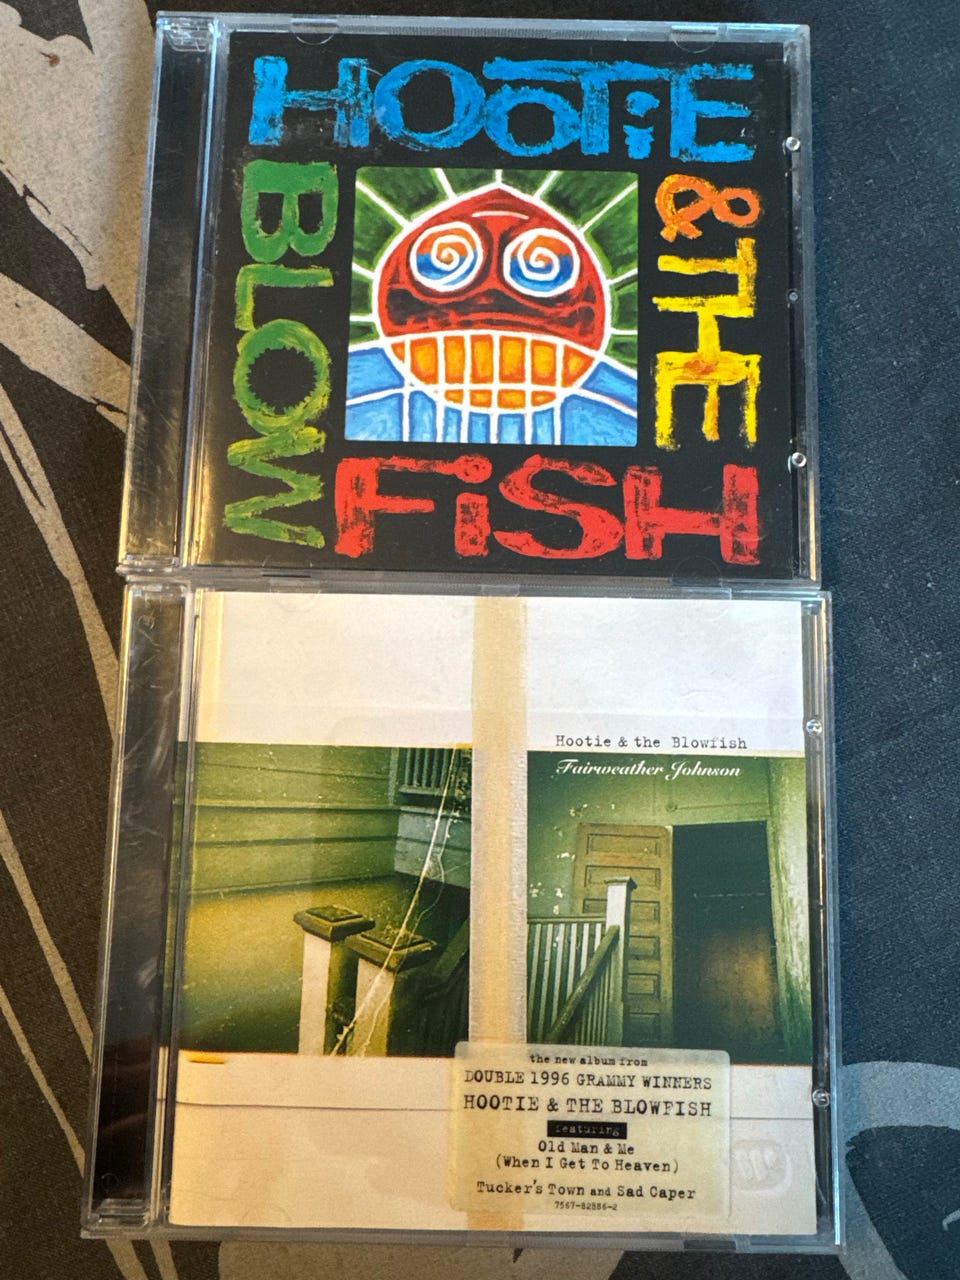 HOOTiE
& THE
BLOW
FiSH
Hootie & the Blowfish
Fairweather Johnson
the new album from
DOUBLE 1996 GRAMMY WINNERS
HOOTIE & THE BLOWFISH
featuring
Old Man & Me
(When I Get To Heaven)
Tucker's Town and Sad Caper
7567-82886-2